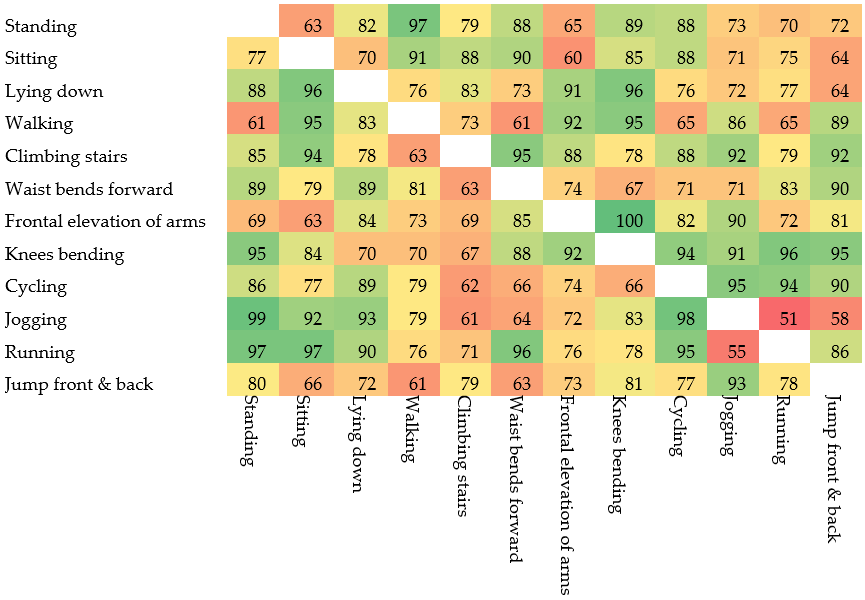 Standing 63 82 97 79 88 65 89 88 73 70 72
Sitting 77 70 91 88 90 60 85 88 71 75 64
Lying down 88 96 76 83 73 91 96 76 72 77 64
Walking 61 95 83 73 61 92 95 65 86 65 89
Climbing stairs 85 94 78 63 95 88 78 88 92 79 92
Waist bends forward 89 79 89 81 63 74 67 71 71 83 90
Frontal elevation of arms 69 63 84 73 69 85 100 82 90 72 81
Knees bending 95 84 70 70 67 88 92 94 91 96 95
Cycling 86 77 89 79 62 66 74 66 95 94 90
Jogging 99 92 93 79 61 64 72 83 98 51 58
Running 97 97 90 76 71 96 76 78 95 55 86
Jump front & back 80 66 72 61 79 63 73 81 77 93 78
Standing
Sitting
Lying down
Walking
Climbing stairs
Waist bends forward
Frontal elevation of arms
Knees bending
Cycling
Jogging
Running
Jump front & back